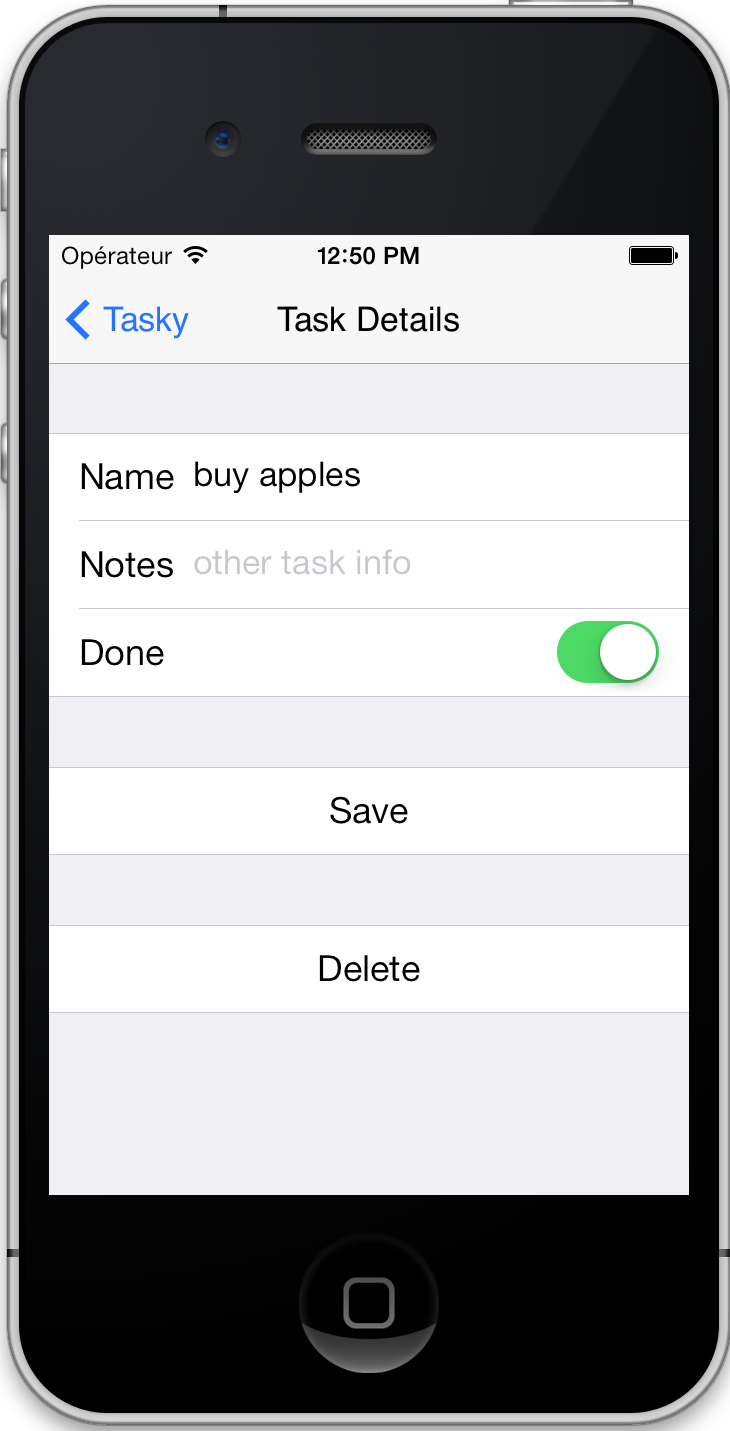 Opérateur 12:50 PM
Tasky Task Details
Name buy apples
Notes other task info
Done
Save
Delete